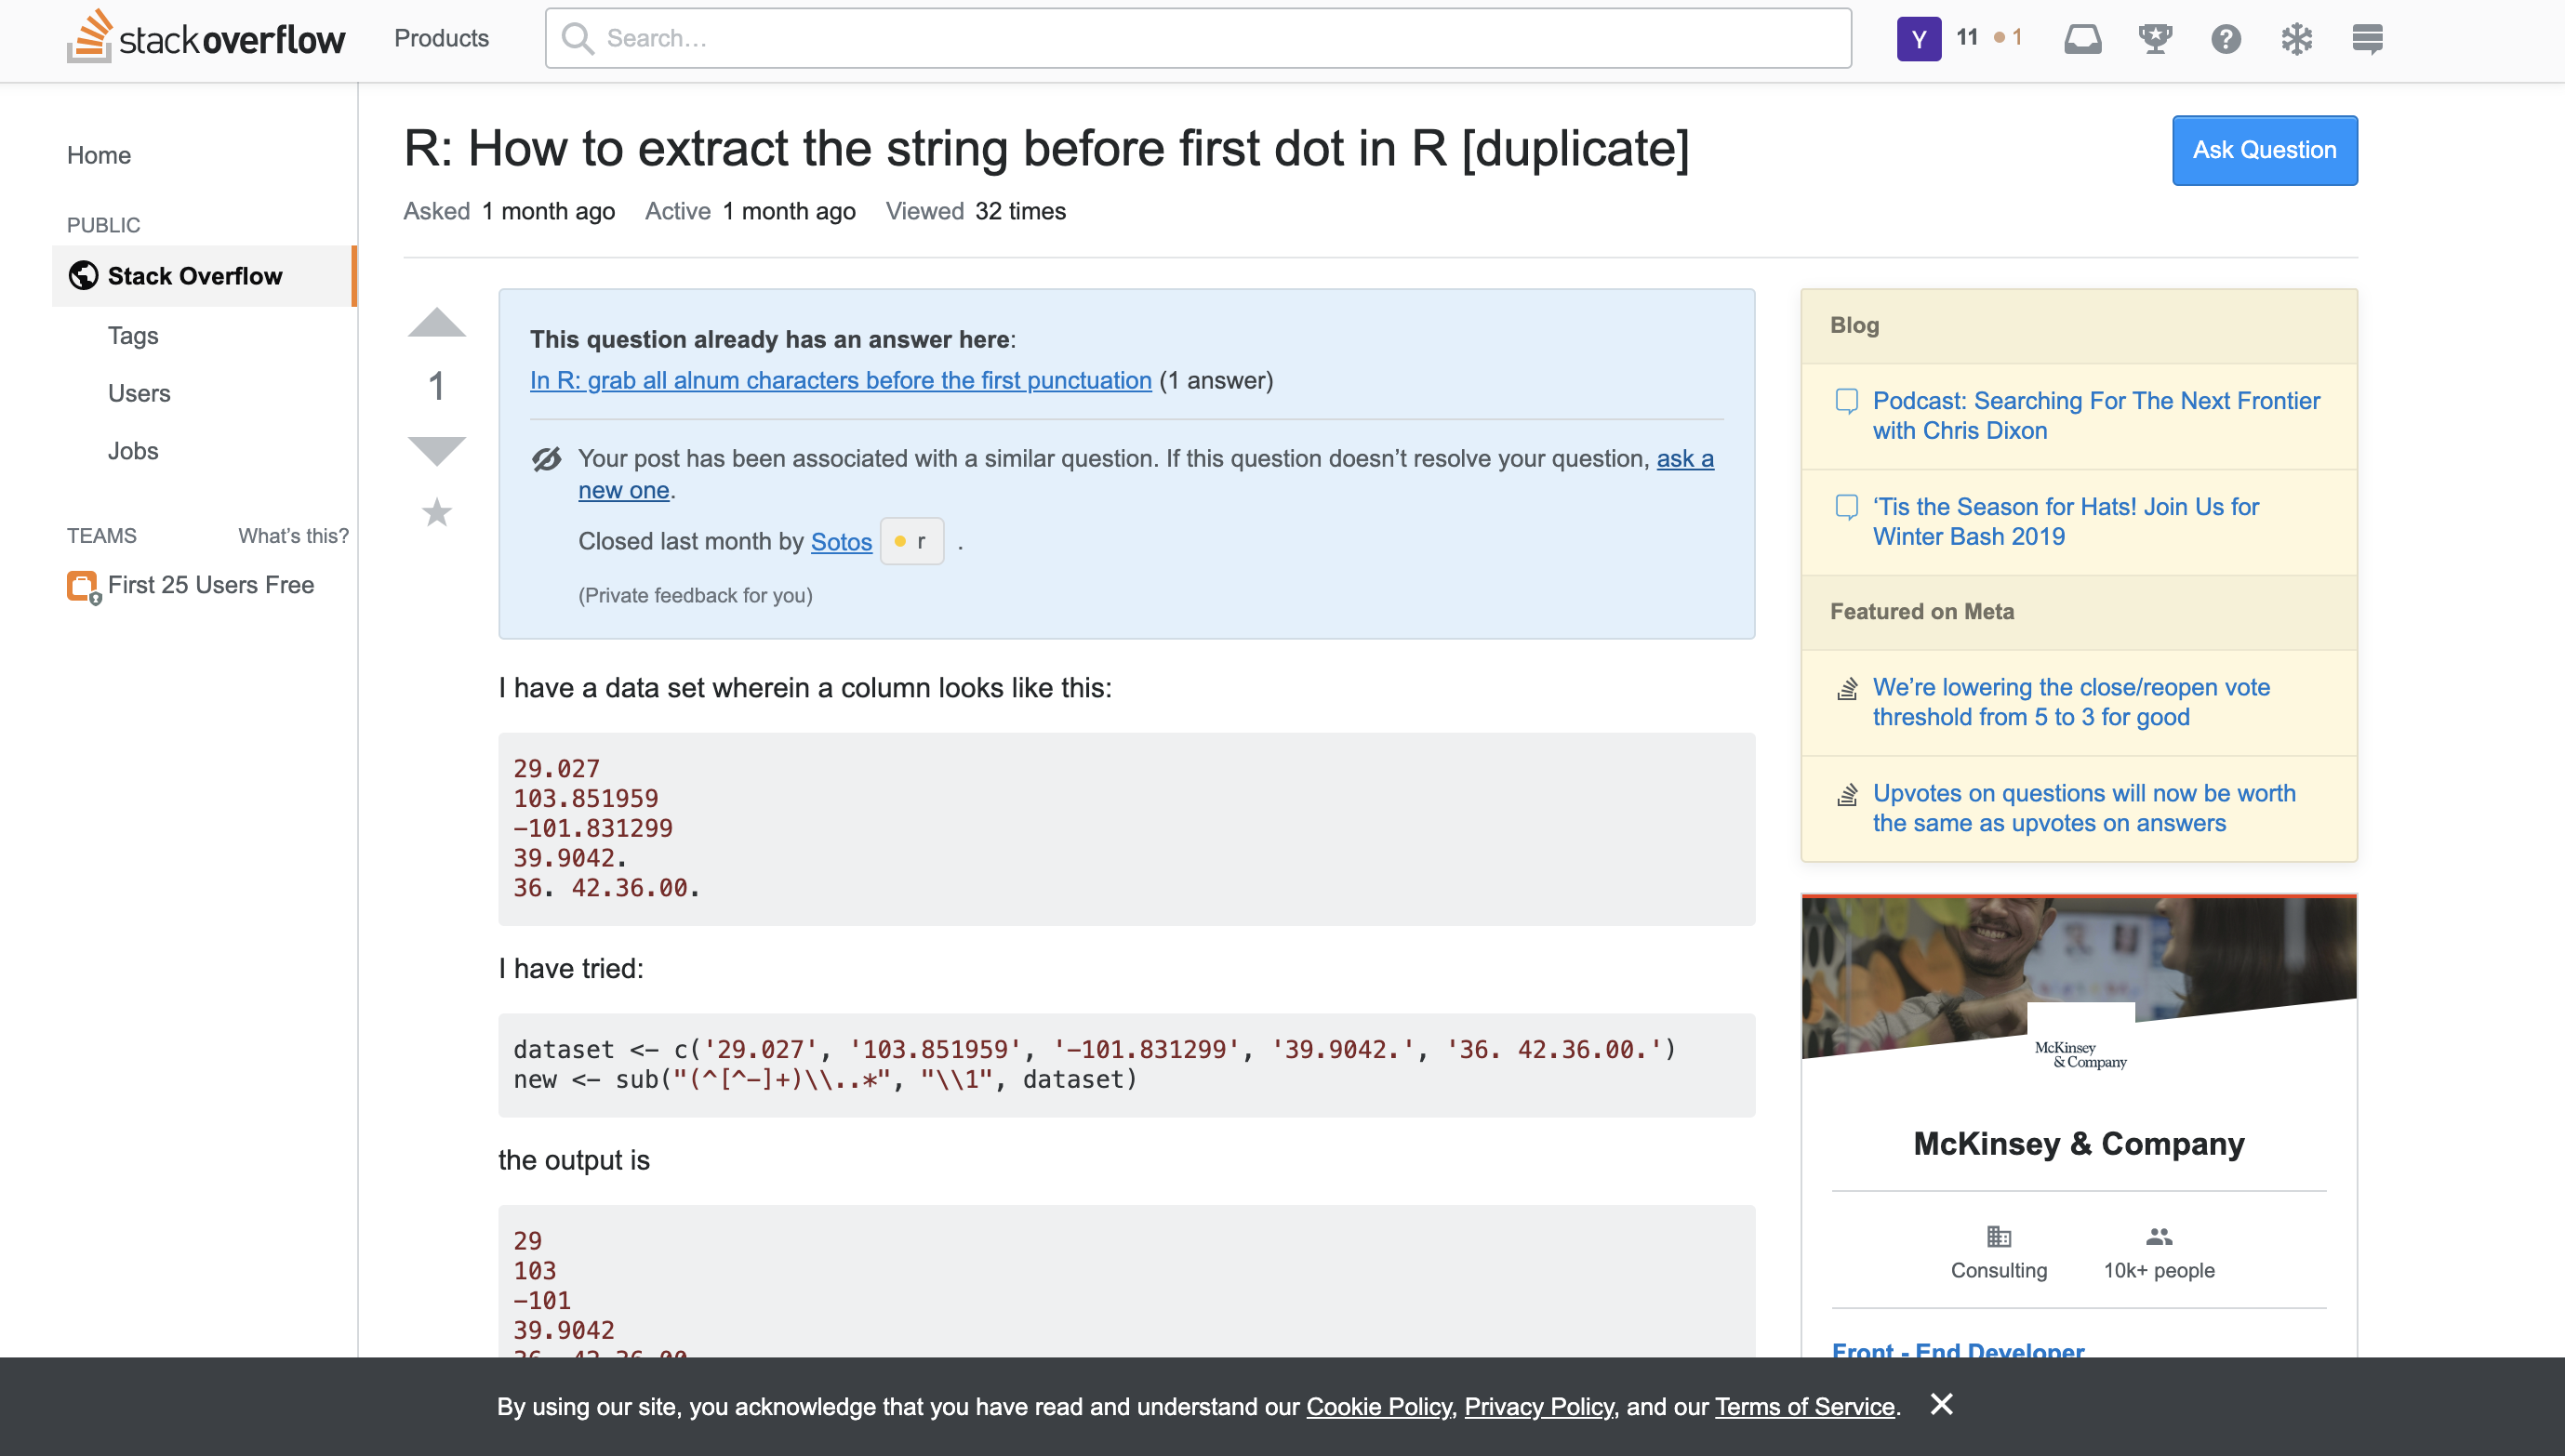 stackoverflow
Products
Search…
Y
11
1
Home
PUBLIC
Stack Overflow
Tags
Users
Jobs
TEAMS
What's this?
First 25 Users Free
R: How to extract the string before first dot in R [duplicate]
Ask Question
Asked 1 month ago Active 1 month ago Viewed 32 times
1
This question already has an answer here:
In R: grab all alnum characters before the first punctuation (1 answer)
Your post has been associated with a similar question. If this question doesn't resolve your question, ask a
new one.
Closed last month by Sotos r .
(Private feedback for you)
I have a data set wherein a column looks like this:
29.027
103.851959
-101.831299
39.9042.
36. 42.36.00.
I have tried:
dataset <- c('29.027', '103.851959', '-101.831299', '39.9042.', '36. 42.36.00.')
new <- sub("(^[^-]+)\\..*", "\\1", dataset)
the output is
29
103
-101
39.9042
36. 42.36.00
Blog
Podcast: Searching For The Next Frontier
with Chris Dixon
'Tis the Season for Hats! Join Us for
Winter Bash 2019
Featured on Meta
We're lowering the close/reopen vote
threshold from 5 to 3 for good
Upvotes on questions will now be worth
the same as upvotes on answers
McKinsey
& Company
McKinsey & Company
Consulting
10k+ people
Front - End Developer
By using our site, you acknowledge that you have read and understand our Cookie Policy, Privacy Policy, and our Terms of Service.